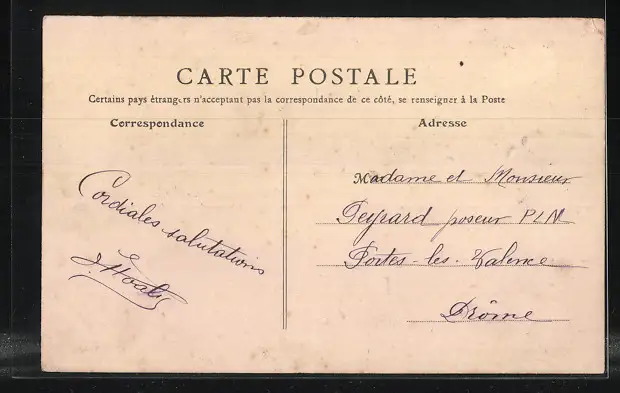 CARTE POSTALE
Certains pays étrangers n'acceptant pas la correspondance de ce côté, se renseigner à la Poste
Correspondance
Adresse
Cordiales salutations
Madame et Monsieur
Peyrard poseur PLM
Portes-les-Valence
Drôme